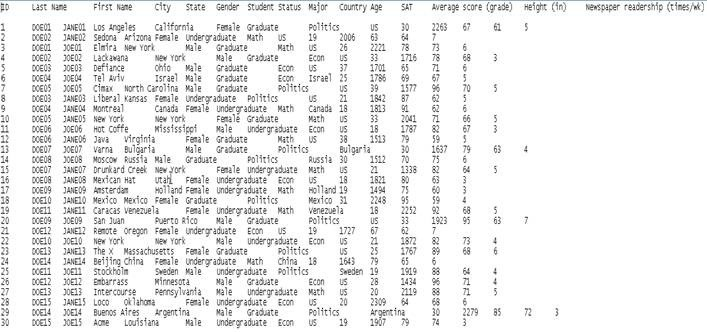 ID Last Name First Name City State Gender Student Status Major Country Age SAT Average score (grade) Height (in) Newspaper readership (times/wk)
1 DOE01 JANE01 Los Angeles California Female Graduate Politics US 30 2263 67 61 5
2 DOE02 JANE02 Sedona Arizona Female Undergraduate Math US 19 2006 63 64 7
3 DOE01 JOE01 Elmira New York Male Graduate Math US 26 2221 78 73 6
4 DOE02 JOE02 Lackawana New York Male Graduate Econ US 33 1716 78 68 3
5 DOE03 JOE03 Defiance Ohio Male Graduate Econ US 37 1701 65 71 6
6 DOE04 JOE04 Tel Aviv Israel Male Graduate Econ Israel 25 1786 69 67 5
7 DOE05 JOE05 Cimax North Carolina Male Graduate Politics US 39 1577 96 70 5
8 DOE03 JANE03 Liberal Kansas Female Undergraduate Politics US 21 1842 87 62 5
9 DOE04 JANE04 Montreal Canada Female Undergraduate Math Canada 18 1813 91 62 6
10 DOE05 JANE05 New York New York Female Graduate Math US 33 2041 71 66 5
11 DOE06 JOE06 Hot Coffe Mississippi Male Undergraduate Econ US 18 1787 82 67 3
12 DOE06 JANE06 Java Virginia Female Graduate Math US 38 1513 79 59 5
13 DOE07 JOE07 Varna Bulgaria Male Graduate Politics Bulgaria 30 1637 79 63 4
14 DOE08 JOE08 Moscow Russia Male Graduate Politics Russia 30 1512 70 75 6
15 DOE07 JANE07 Drunkard Creek New York Female Undergraduate Math US 21 1338 82 64 5
16 DOE08 JANE08 Mexican Hat Utah Female Undergraduate Econ US 18 1821 80 63 3
17 DOE09 JANE09 Amsterdam Holland Female Undergraduate Math Holland 19 1494 75 60 3
18 DOE10 JANE10 Mexico Mexico Female Graduate Politics Mexico 31 2248 95 59 4
19 DOE11 JANE11 Caracas Venezuela Female Undergraduate Math Venezuela 18 2252 92 68 5
20 DOE09 JOE09 San Juan Puerto Rico Male Graduate Politics US 33 1923 95 63 7
21 DOE12 JANE12 Remote Oregon Female Undergraduate Econ US 19 1727 67 62 7
22 DOE10 JOE10 New York New York Male Undergraduate Econ US 21 1872 82 73 4
23 DOE13 JANE13 The X Massachusetts Female Graduate Politics US 25 1767 89 68 6
24 DOE14 JANE14 Beijing China Female Undergraduate Math China 18 1643 79 65 6
25 DOE11 JOE11 Stockholm Sweden Male Undergraduate Politics Sweden 19 1919 88 64 4
26 DOE12 JOE12 Embarrass Minnesota Male Graduate Econ US 28 1434 96 71 4
27 DOE13 JOE13 Intercourse Pennsylvania Male Undergraduate Math US 20 2119 88 71 5
28 DOE15 JANE15 Loco Oklahoma Female Undergraduate Econ US 20 2309 64 68 6
29 DOE14 JOE14 Buenos Aires Argentina Male Graduate Politics Argentina 30 2279 85 72 3
30 DOE15 JOE15 Acme Louisiana Male Undergraduate Econ US 19 1907 79 74 3